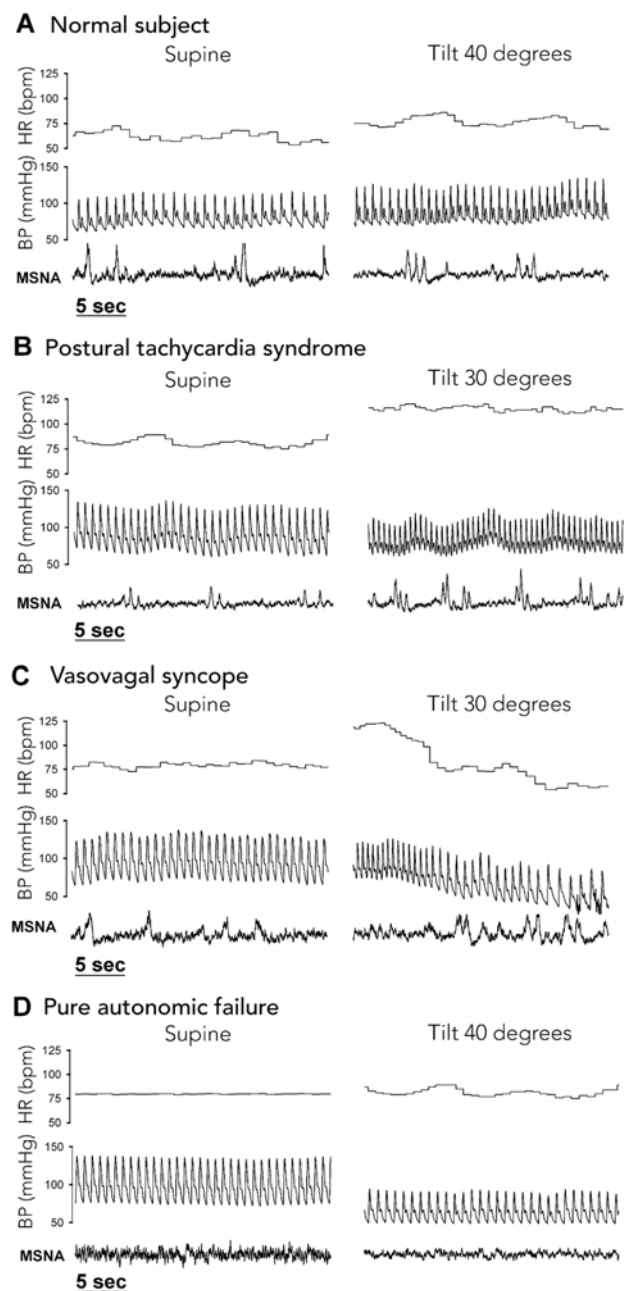 A Normal subject
Supine
Tilt 40 degrees
HR (bpm)
125
100
75
50
BP (mmHg)
150
100
50
MSNA
5 sec
B Postural tachycardia syndrome
Supine
Tilt 30 degrees
HR (bpm)
125
100
75
50
BP (mmHg)
150
100
50
MSNA
5 sec
C Vasovagal syncope
Supine
Tilt 30 degrees
HR (bpm)
125
100
75
50
BP (mmHg)
150
100
50
MSNA
5 sec
D Pure autonomic failure
Supine
Tilt 40 degrees
HR (bpm)
125
100
75
50
BP (mmHg)
150
100
50
MSNA
5 sec